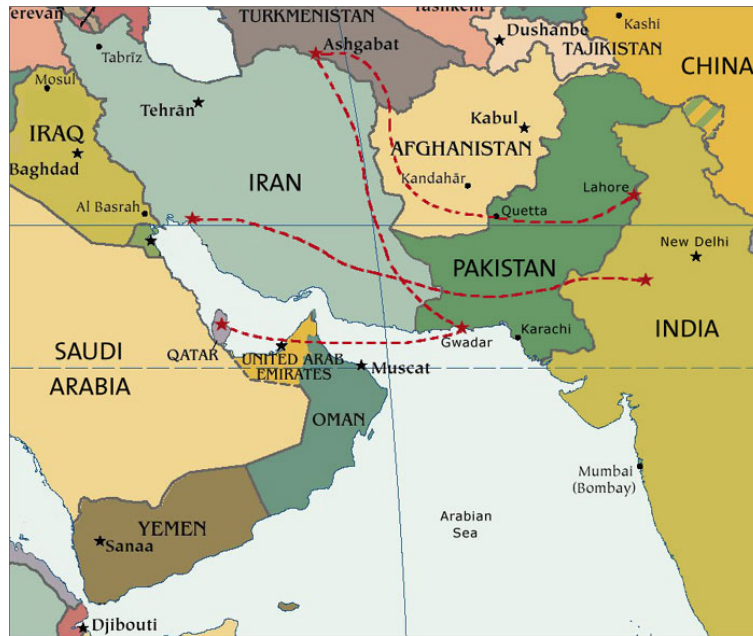 erevan
TURKMENISTAN
Tashkent
Kashi
Ashgabat
Dushanbe
TAJIKISTAN
Tabrīz
CHINA
Mosul
Tehrān
Kabul
IRAQ
AFGHANISTAN
Baghdad
IRAN
Kandahār
Lahore
Al Basrah
Quetta
New Delhi
PAKISTAN
INDIA
Karachi
Gwadar
SAUDI
ARABIA
QATAR
UNITED ARAB
EMIRATES
Muscat
OMAN
Mumbai
(Bombay)
Arabian
Sea
YEMEN
Sanaa
Djibouti